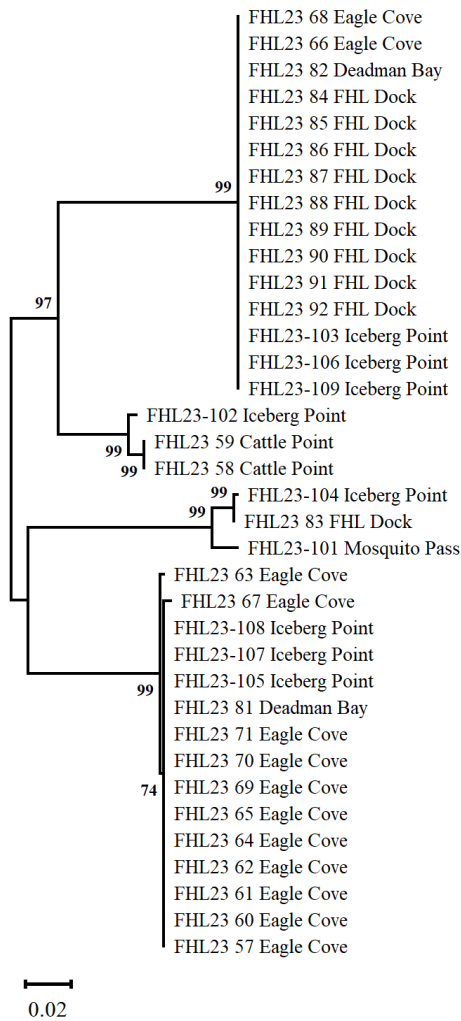 FHL23 68 Eagle Cove
FHL23 66 Eagle Cove
FHL23 82 Deadman Bay
FHL23 84 FHL Dock
FHL23 85 FHL Dock
FHL23 86 FHL Dock
FHL23 87 FHL Dock
99
FHL23 88 FHL Dock
FHL23 89 FHL Dock
FHL23 90 FHL Dock
FHL23 91 FHL Dock
97
FHL23 92 FHL Dock
FHL23-103 Iceberg Point
FHL23-106 Iceberg Point
FHL23-109 Iceberg Point
FHL23-102 Iceberg Point
99
FHL23 59 Cattle Point
99
FHL23 58 Cattle Point
99
FHL23-104 Iceberg Point
99
FHL23 83 FHL Dock
FHL23-101 Mosquito Pass
FHL23 63 Eagle Cove
FHL23 67 Eagle Cove
FHL23-108 Iceberg Point
FHL23-107 Iceberg Point
FHL23-105 Iceberg Point
99
FHL23 81 Deadman Bay
FHL23 71 Eagle Cove
FHL23 70 Eagle Cove
FHL23 69 Eagle Cove
74
FHL23 65 Eagle Cove
FHL23 64 Eagle Cove
FHL23 62 Eagle Cove
FHL23 61 Eagle Cove
FHL23 60 Eagle Cove
FHL23 57 Eagle Cove
0.02